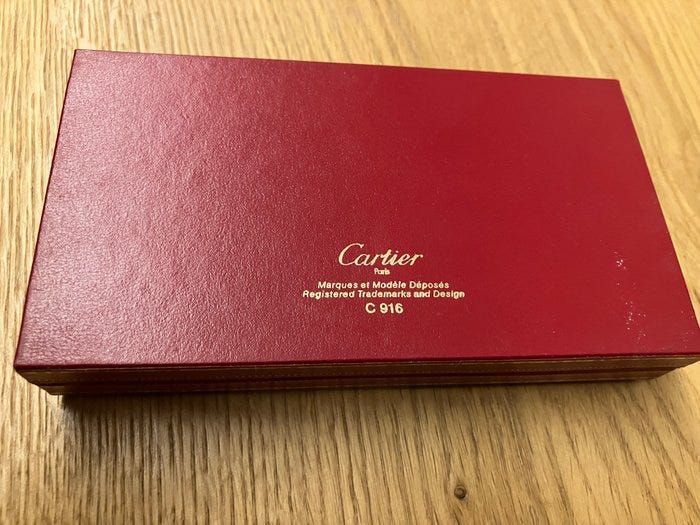 Cartier
Paris
Marques et Modèle Déposés
Registered Trademarks and Design
C 916